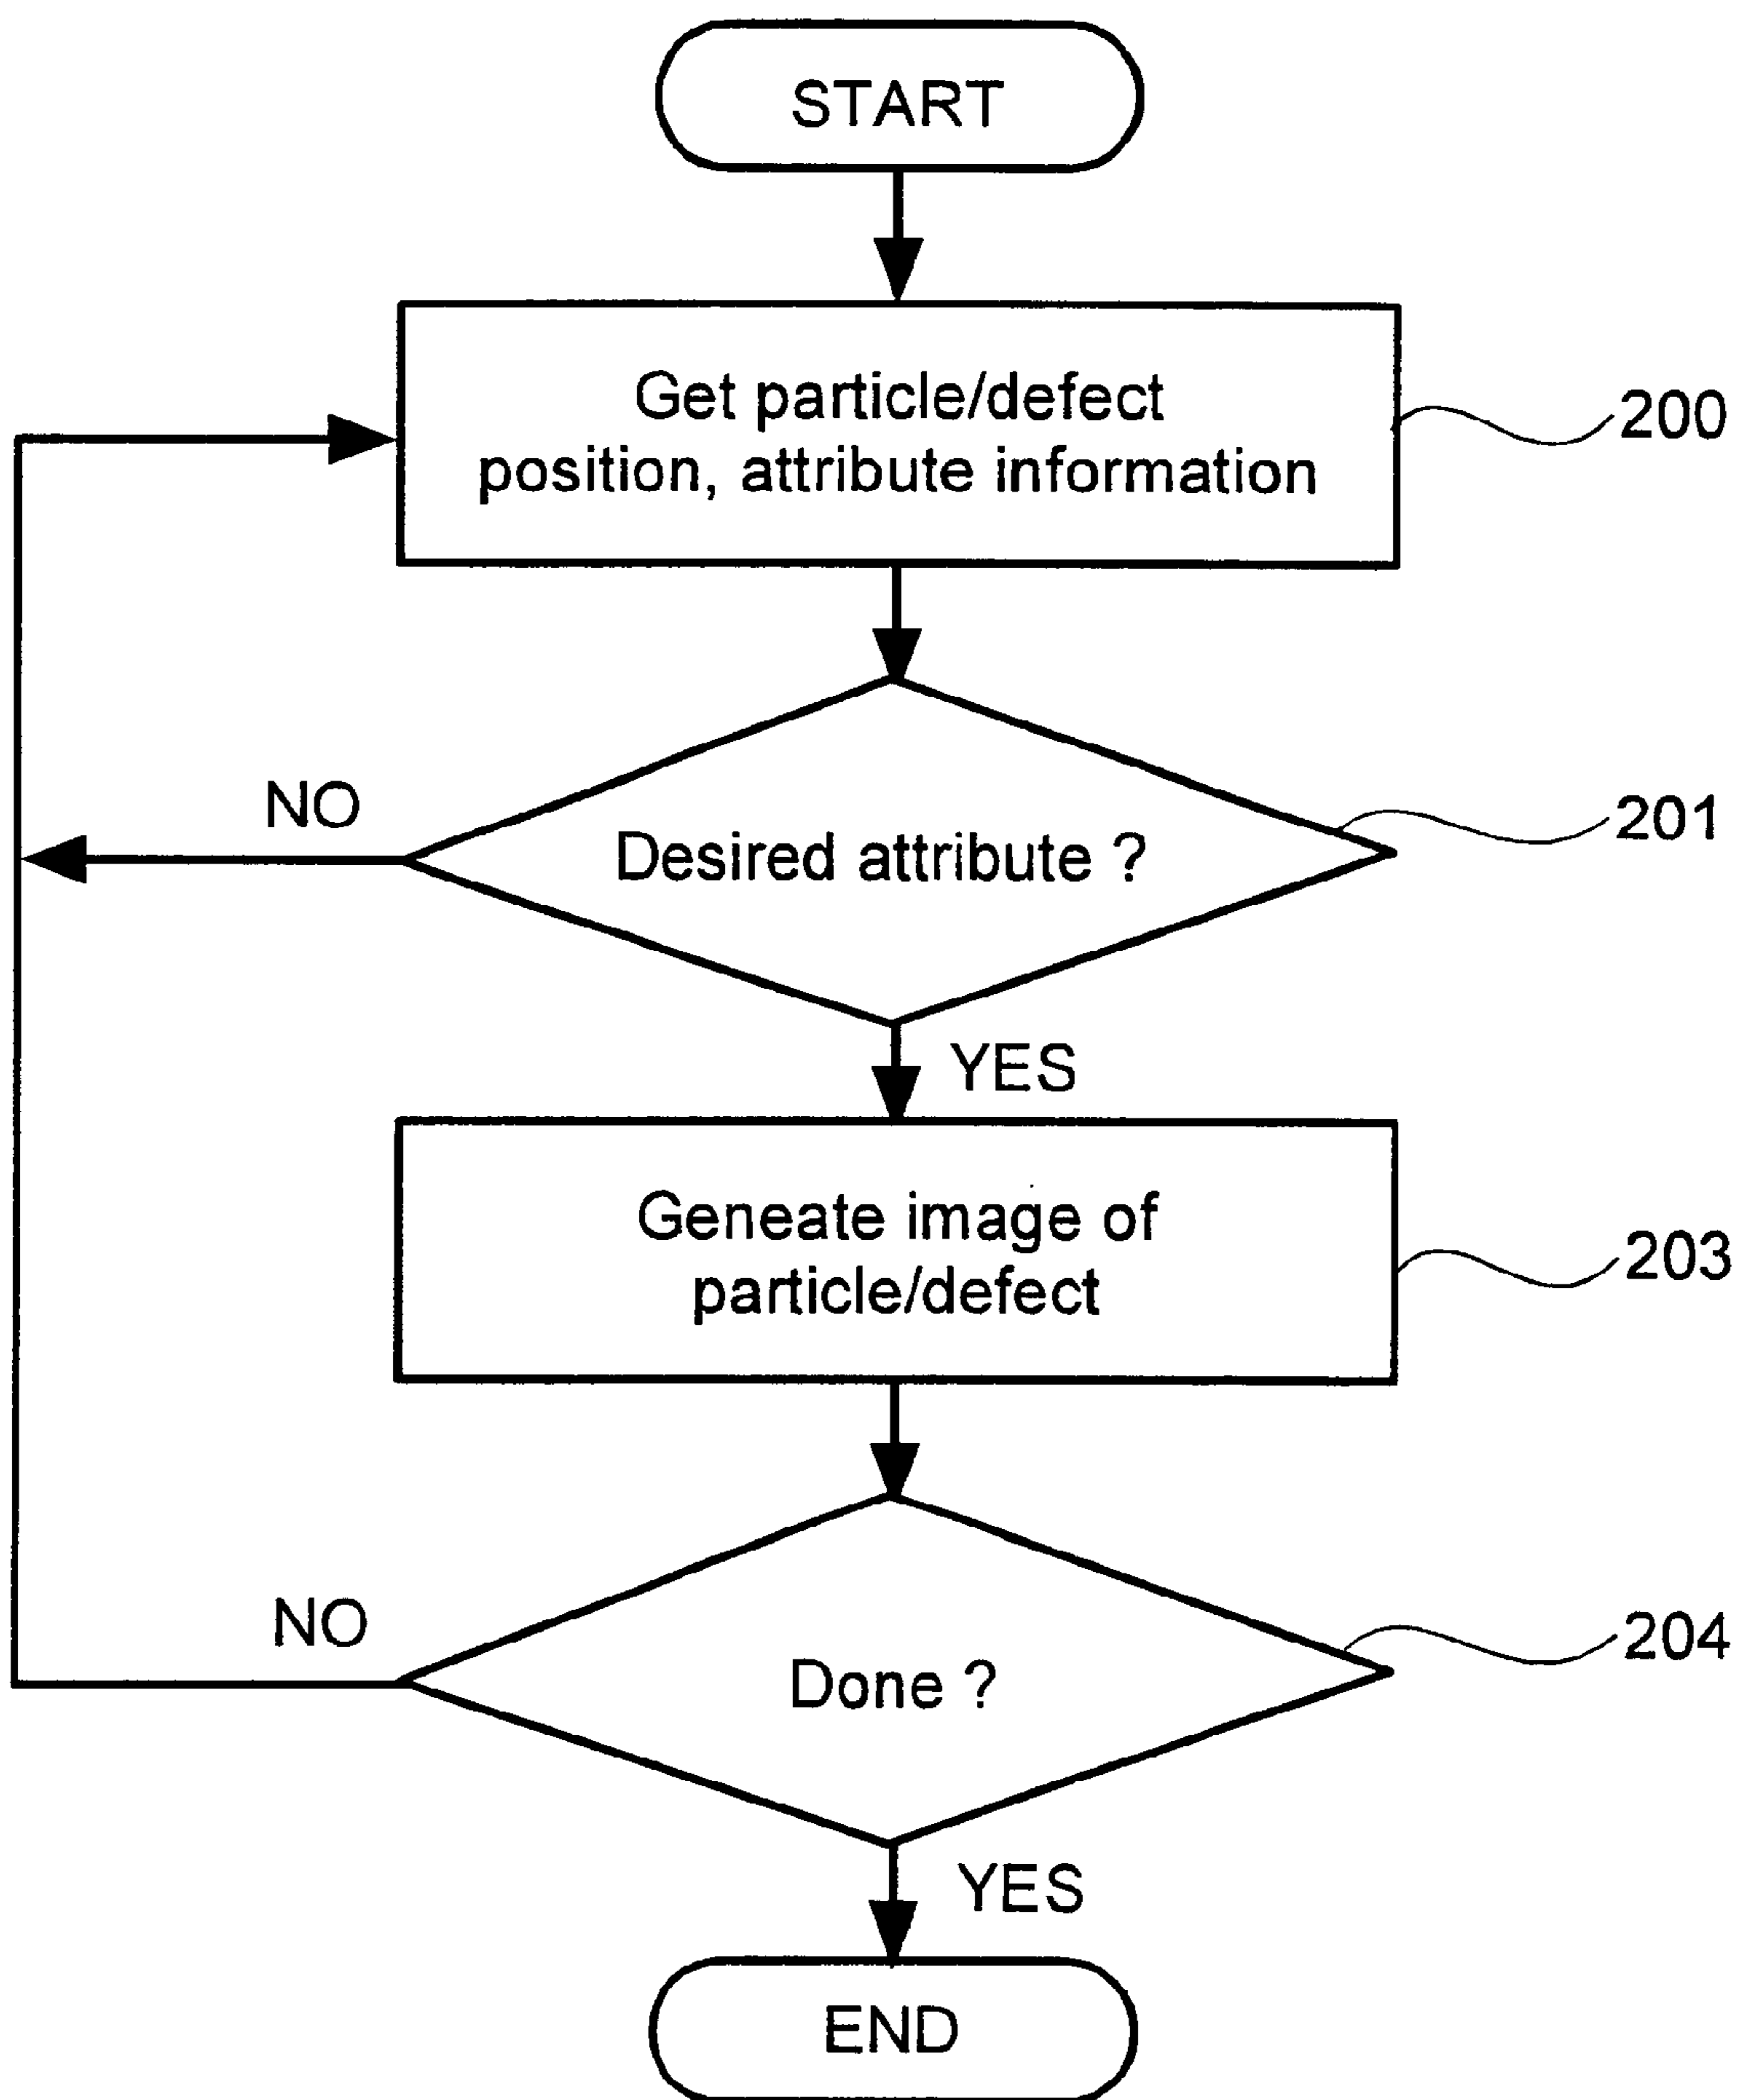 START
Get particle/defect
position, attribute information
200
NO
Desired attribute ?
201
YES
Geneate image of
particle/defect
203
NO
Done ?
204
YES
END